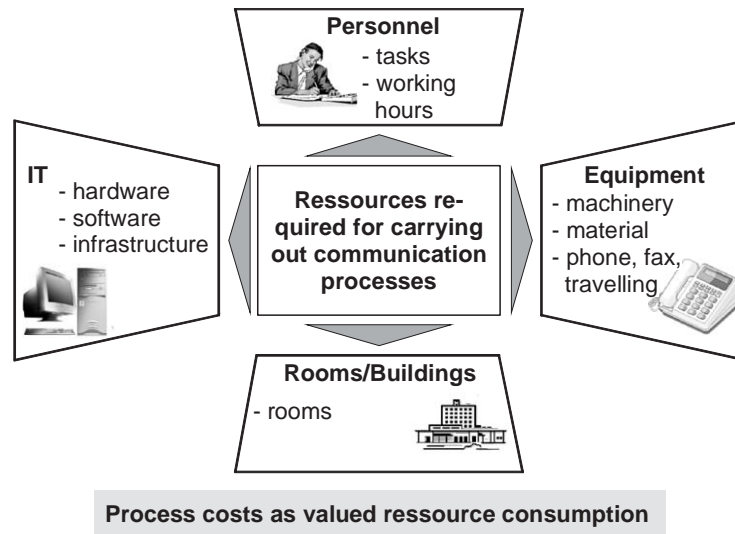 Personnel
- tasks
- working
hours
IT
- hardware
- software
- infrastructure
Ressources re-
quired for carrying
out communication
processes
Equipment
- machinery
- material
- phone, fax,
travelling
Rooms/Buildings
- rooms
Process costs as valued ressource consumption